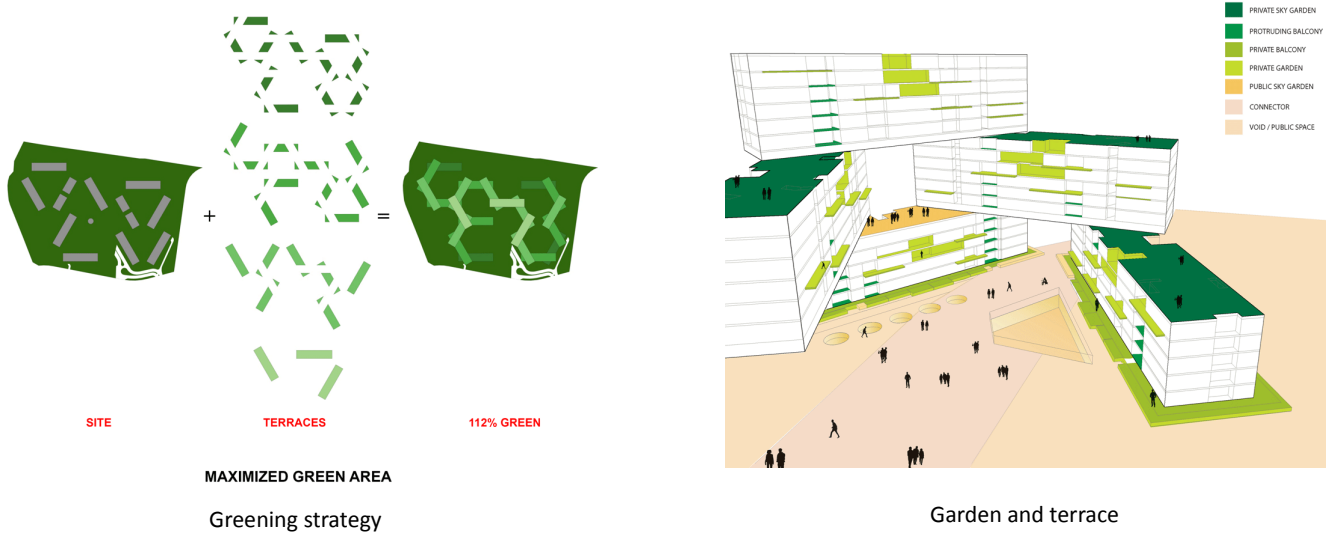 PRIVATE SKY GARDEN
PROTRUDING BALCONY
PRIVATE BALCONY
PRIVATE GARDEN
PUBLIC SKY GARDEN
CONNECTOR
VOID / PUBLIC SPACE
+
=
SITE
TERRACES
112% GREEN
MAXIMIZED GREEN AREA
Greening strategy
Garden and terrace